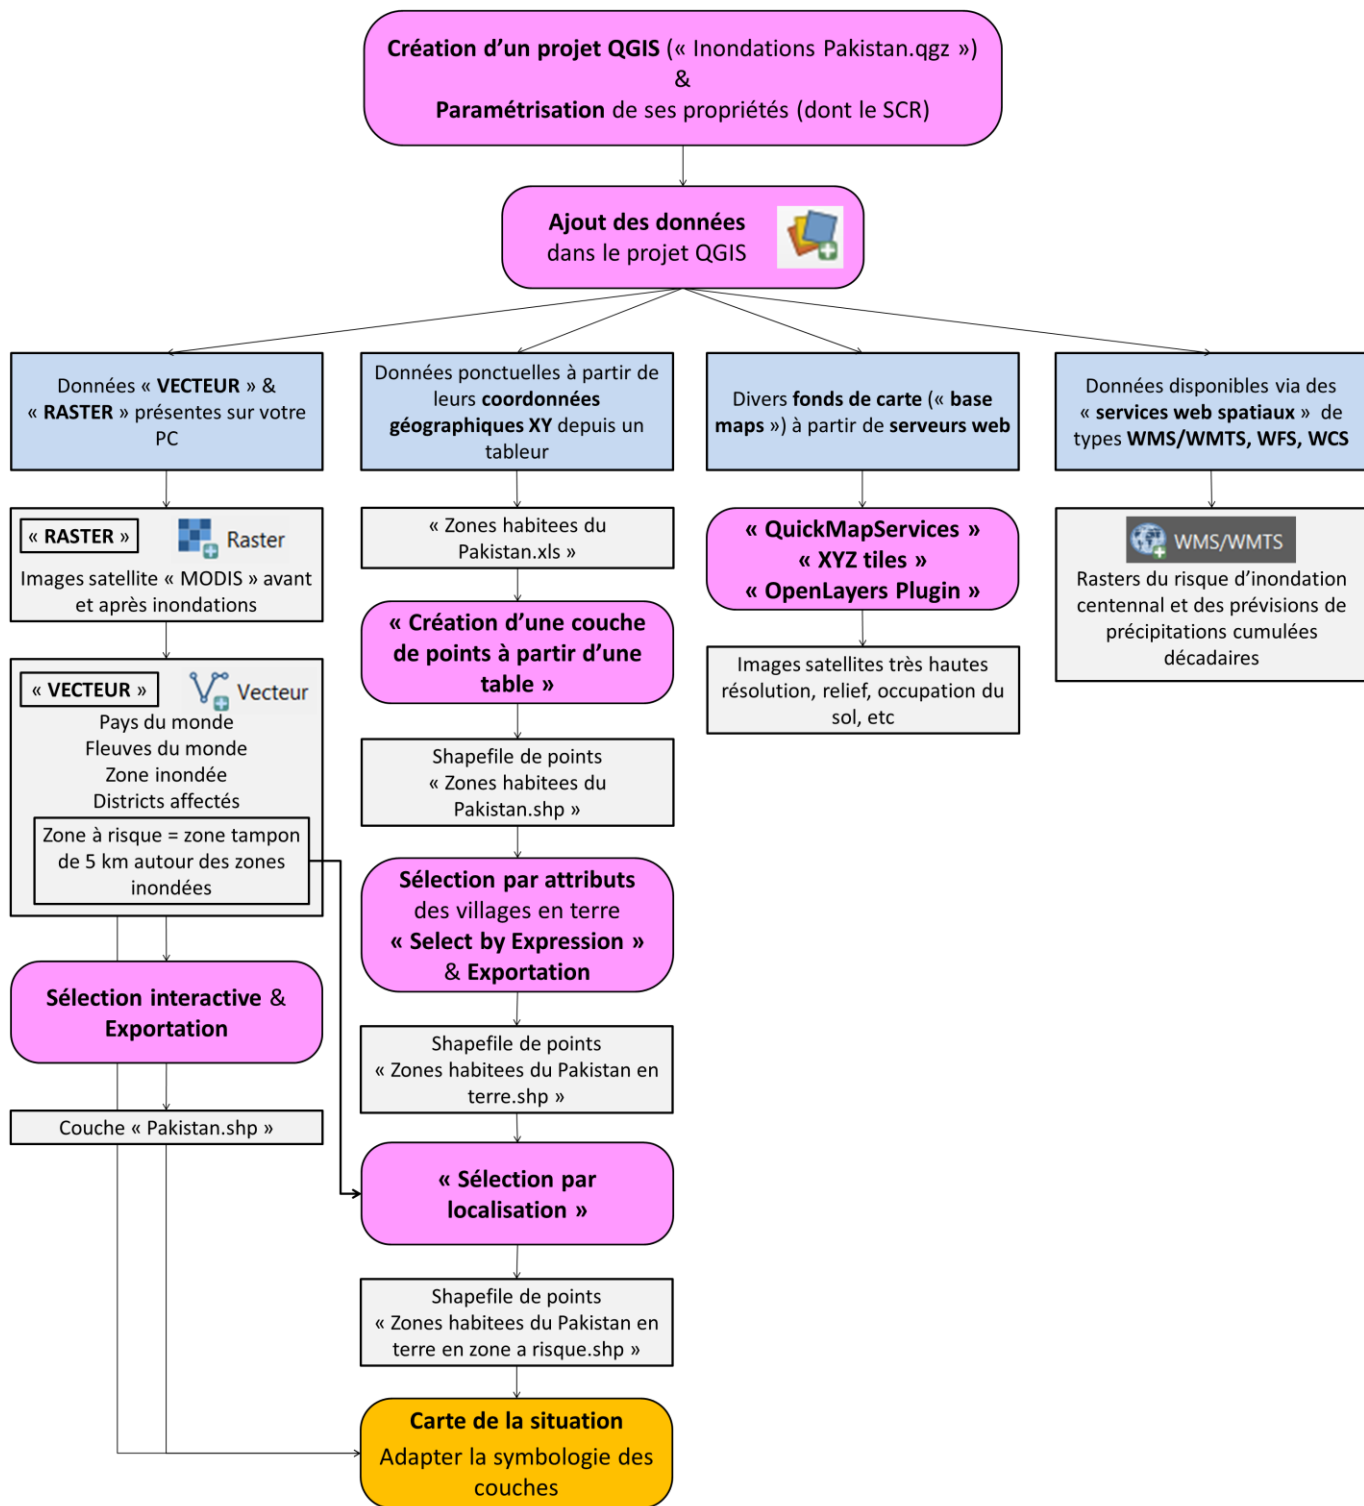 Création d’un projet QGIS (« Inondations Pakistan.qgz »)
&
Paramétrisation de ses propriétés (dont le SCR)
Ajout des données
dans le projet QGIS
Données « VECTEUR » &
« RASTER » présentes sur votre
PC
Données ponctuelles à partir de
leurs coordonnées
géographiques XY depuis un
tableur
Divers fonds de carte (« base
maps ») à partir de serveurs web
Données disponibles via des
« services web spatiaux » de
types WMS/WMTS, WFS, WCS
« RASTER »
Raster
Images satellite « MODIS » avant
et après inondations
« Zones habitees du
Pakistan.xls »
« QuickMapServices »
« XYZ tiles »
« OpenLayers Plugin »
WMS/WMTS
Rasters du risque d’inondation
centennal et des prévisions de
précipitations cumulées
décadaires
« Création d’une couche
de points à partir d’une
table »
Images satellites très hautes
résolution, relief, occupation du
sol, etc
« VECTEUR »
Vecteur
Pays du monde
Fleuves du monde
Zone inondée
Districts affectés
Zone à risque = zone tampon
de 5 km autour des zones
inondées
Shapefile de points
« Zones habitees du
Pakistan.shp »
Sélection par attributs
des villages en terre
« Select by Expression »
& Exportation
Sélection interactive &
Exportation
Shapefile de points
« Zones habitees du Pakistan en
terre.shp »
Couche « Pakistan.shp »
« Sélection par
localisation »
Shapefile de points
« Zones habitees du Pakistan en
terre en zone a risque.shp »
Carte de la situation
Adapter la symbologie des
couches